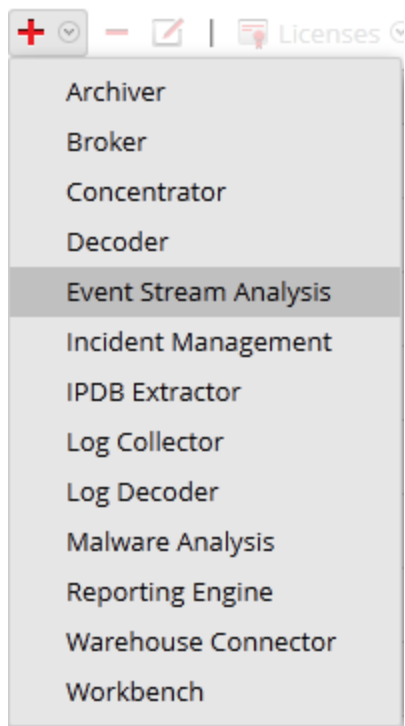 Licenses
Archiver
Broker
Concentrator
Decoder
Event Stream Analysis
Incident Management
IPDB Extractor
Log Collector
Log Decoder
Malware Analysis
Reporting Engine
Warehouse Connector
Workbench